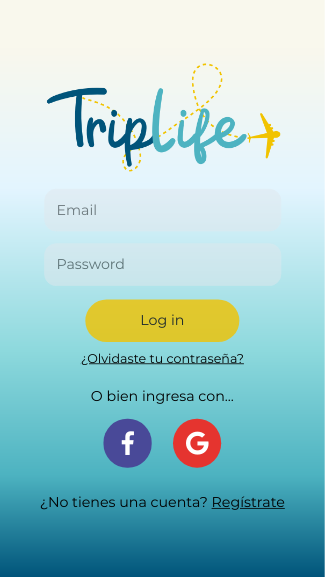 TripLife
Email
Password
Log in
¿Olvidaste tu contraseña?
O bien ingresa con...
f
G
¿No tienes una cuenta? Regístrate